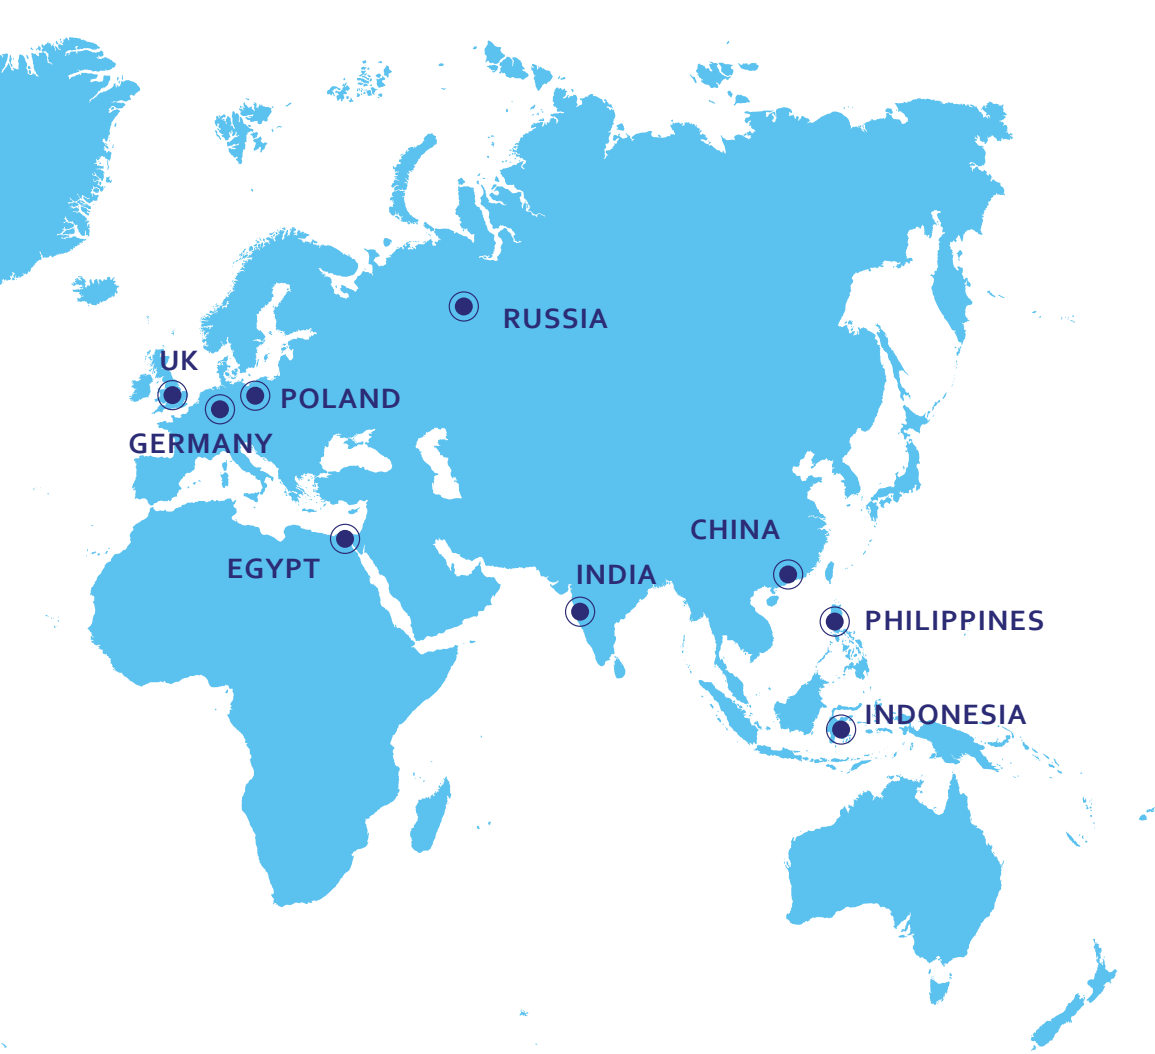 RUSSIA
UK
POLAND
GERMANY
CHINA
EGYPT
INDIA
PHILIPPINES
INDONESIA